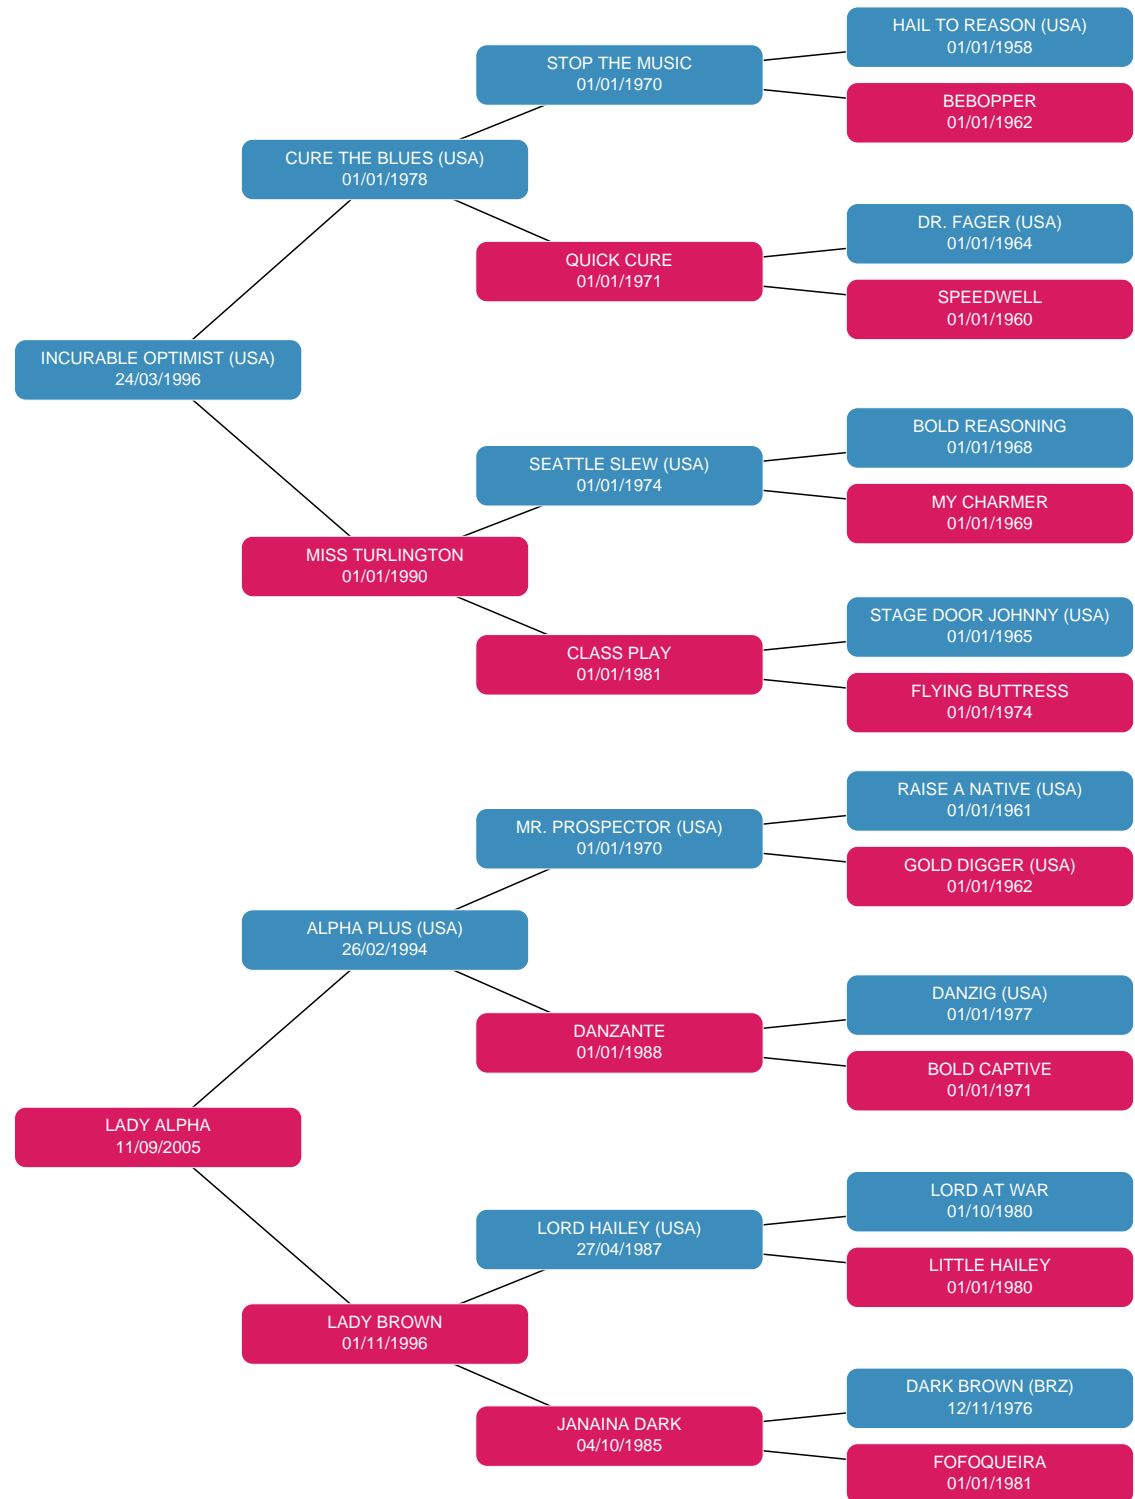 HAIL TO REASON (USA)
01/01/1958
STOP THE MUSIC
01/01/1970
BEBOPPER
01/01/1962
CURE THE BLUES (USA)
01/01/1978
DR. FAGER (USA)
01/01/1964
QUICK CURE
01/01/1971
SPEEDWELL
01/01/1960
INCURABLE OPTIMIST (USA)
24/03/1996
BOLD REASONING
01/01/1968
SEATTLE SLEW (USA)
01/01/1974
MY CHARMER
01/01/1969
MISS TURLINGTON
01/01/1990
STAGE DOOR JOHNNY (USA)
01/01/1965
CLASS PLAY
01/01/1981
FLYING BUTTRESS
01/01/1974
RAISE A NATIVE (USA)
01/01/1961
MR. PROSPECTOR (USA)
01/01/1970
GOLD DIGGER (USA)
01/01/1962
ALPHA PLUS (USA)
26/02/1994
DANZIG (USA)
01/01/1977
DANZANTE
01/01/1988
BOLD CAPTIVE
01/01/1971
LADY ALPHA
11/09/2005
LORD AT WAR
01/10/1980
LORD HAILEY (USA)
27/04/1987
LITTLE HAILEY
01/01/1980
LADY BROWN
01/11/1996
DARK BROWN (BRZ)
12/11/1976
JANAINA DARK
04/10/1985
FOFOQUEIRA
01/01/1981